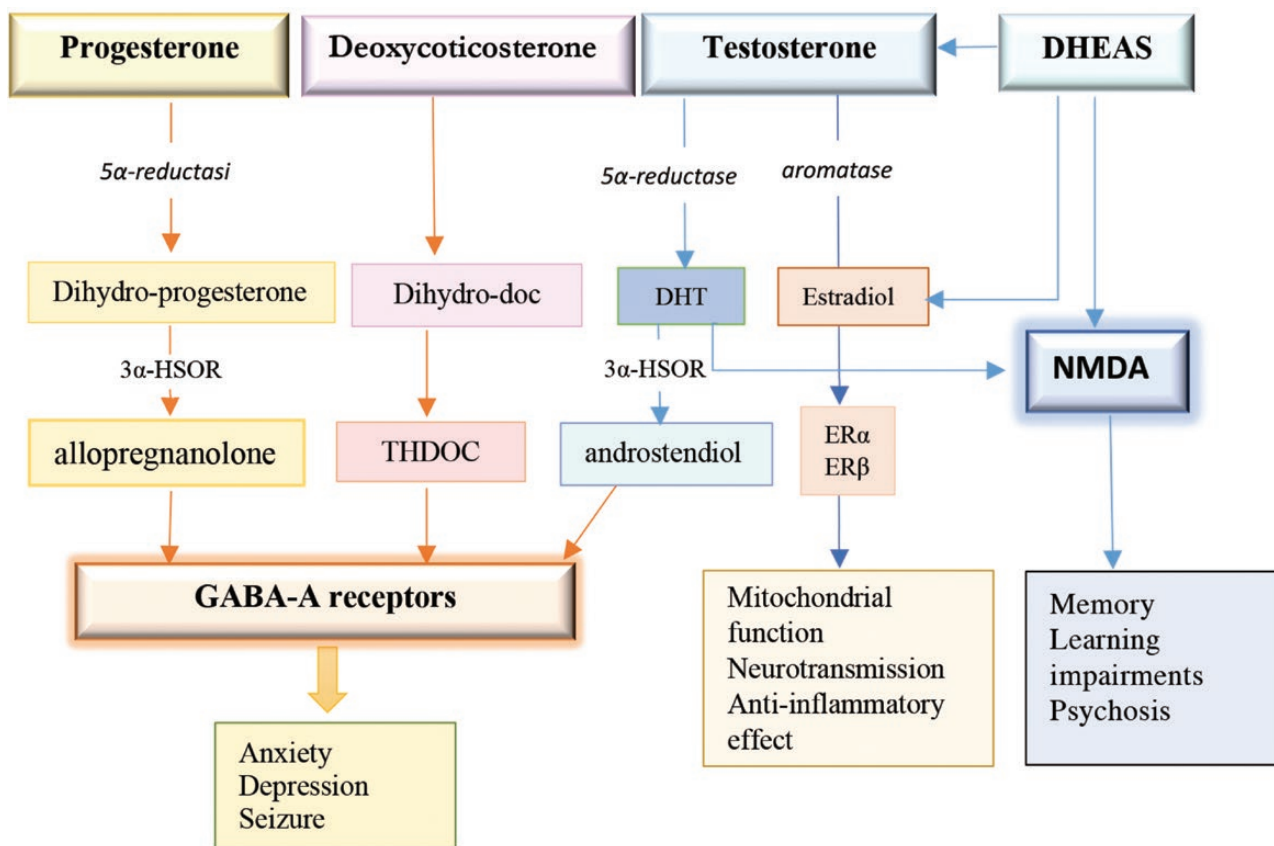 Progesterone
Deoxycoticosterone
Testosterone
DHEAS
5α-reductasi
5α-reductase
aromatase
Dihydro-progesterone
Dihydro-doc
DHT
Estradiol
3α-HSOR
3α-HSOR
NMDA
allopregnanolone
THDOC
androstendiol
ERα
ERβ
GABA-A receptors
Mitochondrial
function
Neurotransmission
Anti-inflammatory
effect
Memory
Learning
impairments
Psychosis
Anxiety
Depression
Seizure